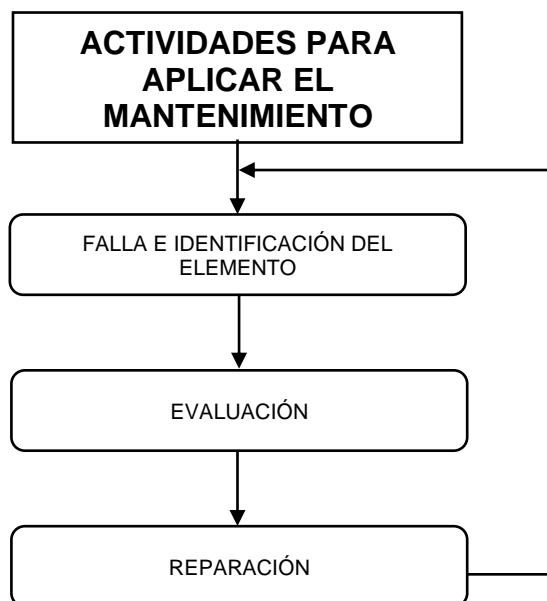 ACTIVIDADES PARA
APLICAR EL
MANTENIMIENTO
FALLA E IDENTIFICACIÓN DEL
ELEMENTO
EVALUACIÓN
REPARACIÓN